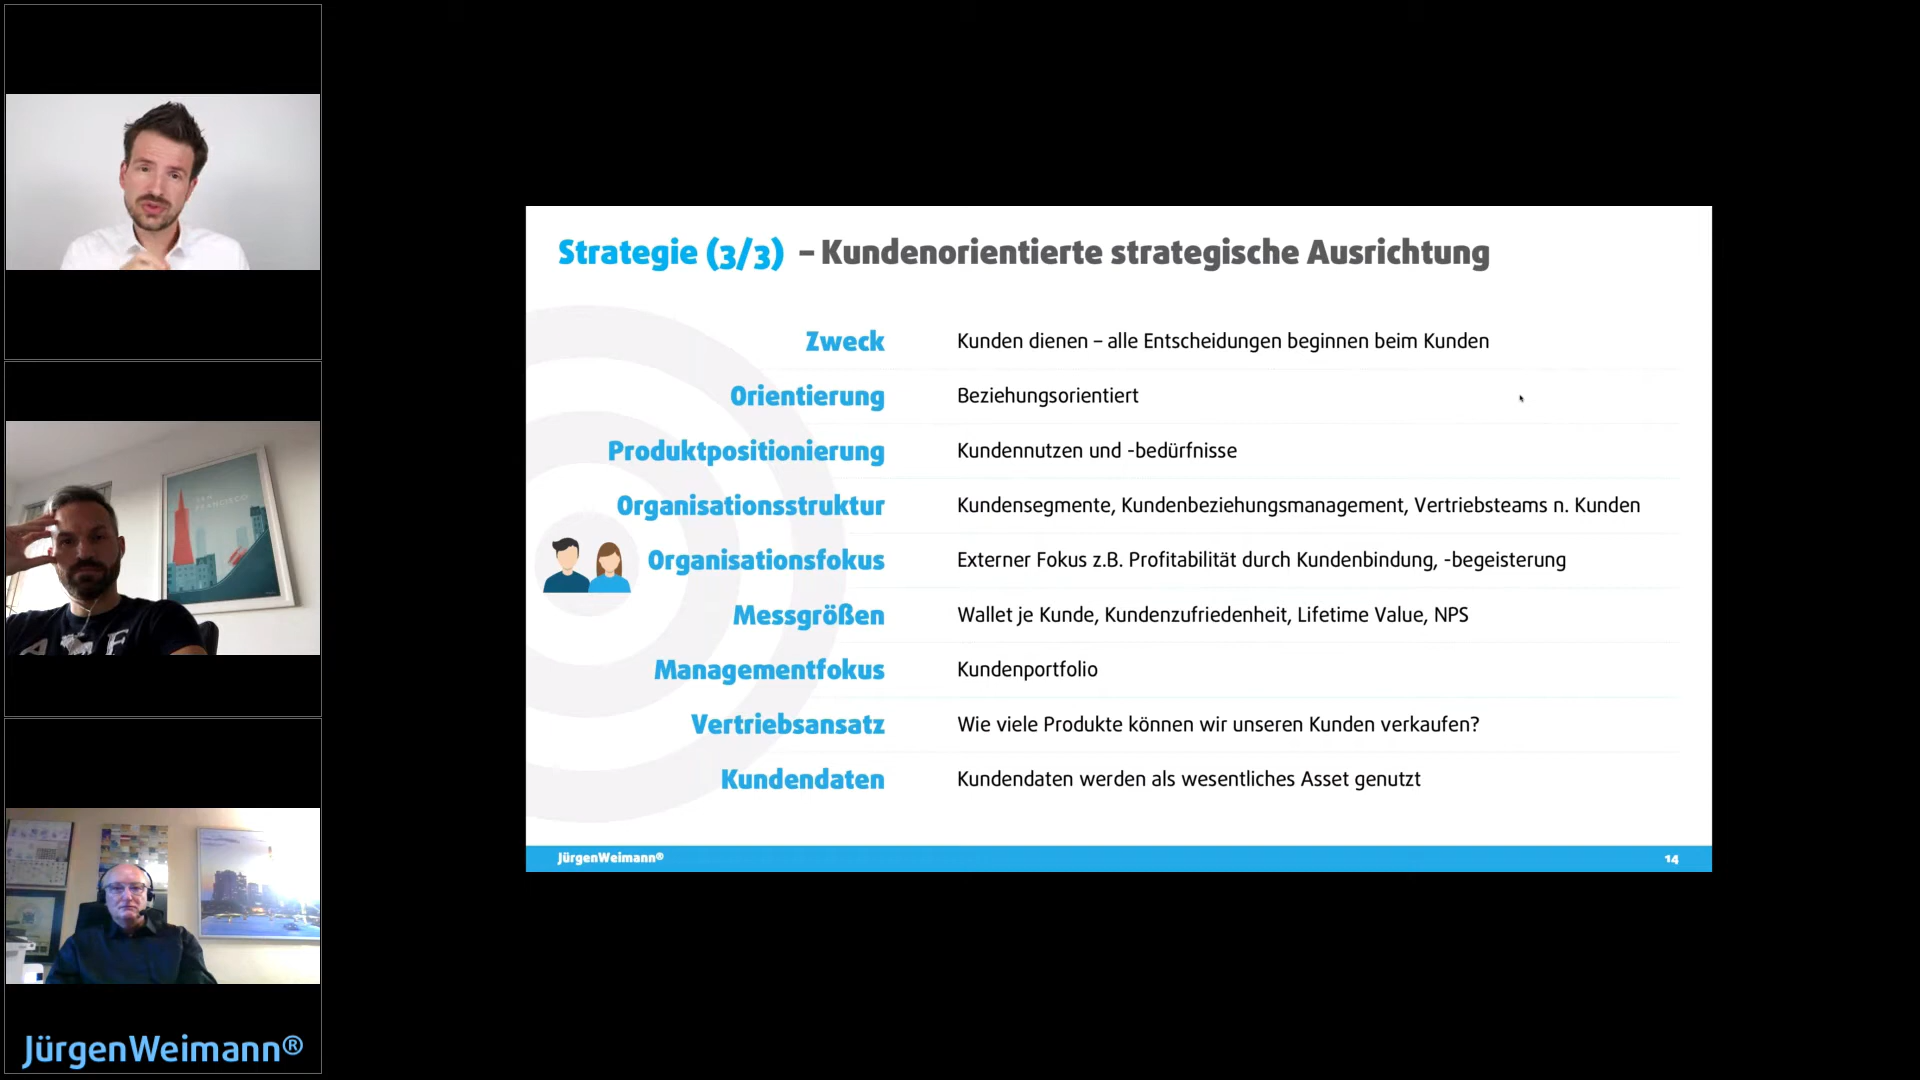 Strategie (3/3) – Kundenorientierte strategische Ausrichtung
Zweck Kunden dienen – alle Entscheidungen beginnen beim Kunden
Orientierung Beziehungsorientiert
Produktpositionierung Kundennutzen und -bedürfnisse
Organisationsstruktur Kundensegmente, Kundenbeziehungsmanagement, Vertriebsteams n. Kunden
Organisationsfokus Externer Fokus z.B. Profitabilität durch Kundenbindung, -begeisterung
Messgrößen Wallet je Kunde, Kundenzufriedenheit, Lifetime Value, NPS
Managementfokus Kundenportfolio
Vertriebsansatz Wie viele Produkte können wir unseren Kunden verkaufen?
Kundendaten Kundendaten werden als wesentliches Asset genutzt
JürgenWeimann® 14
SAN
FRANCISCO
JürgenWeimann®